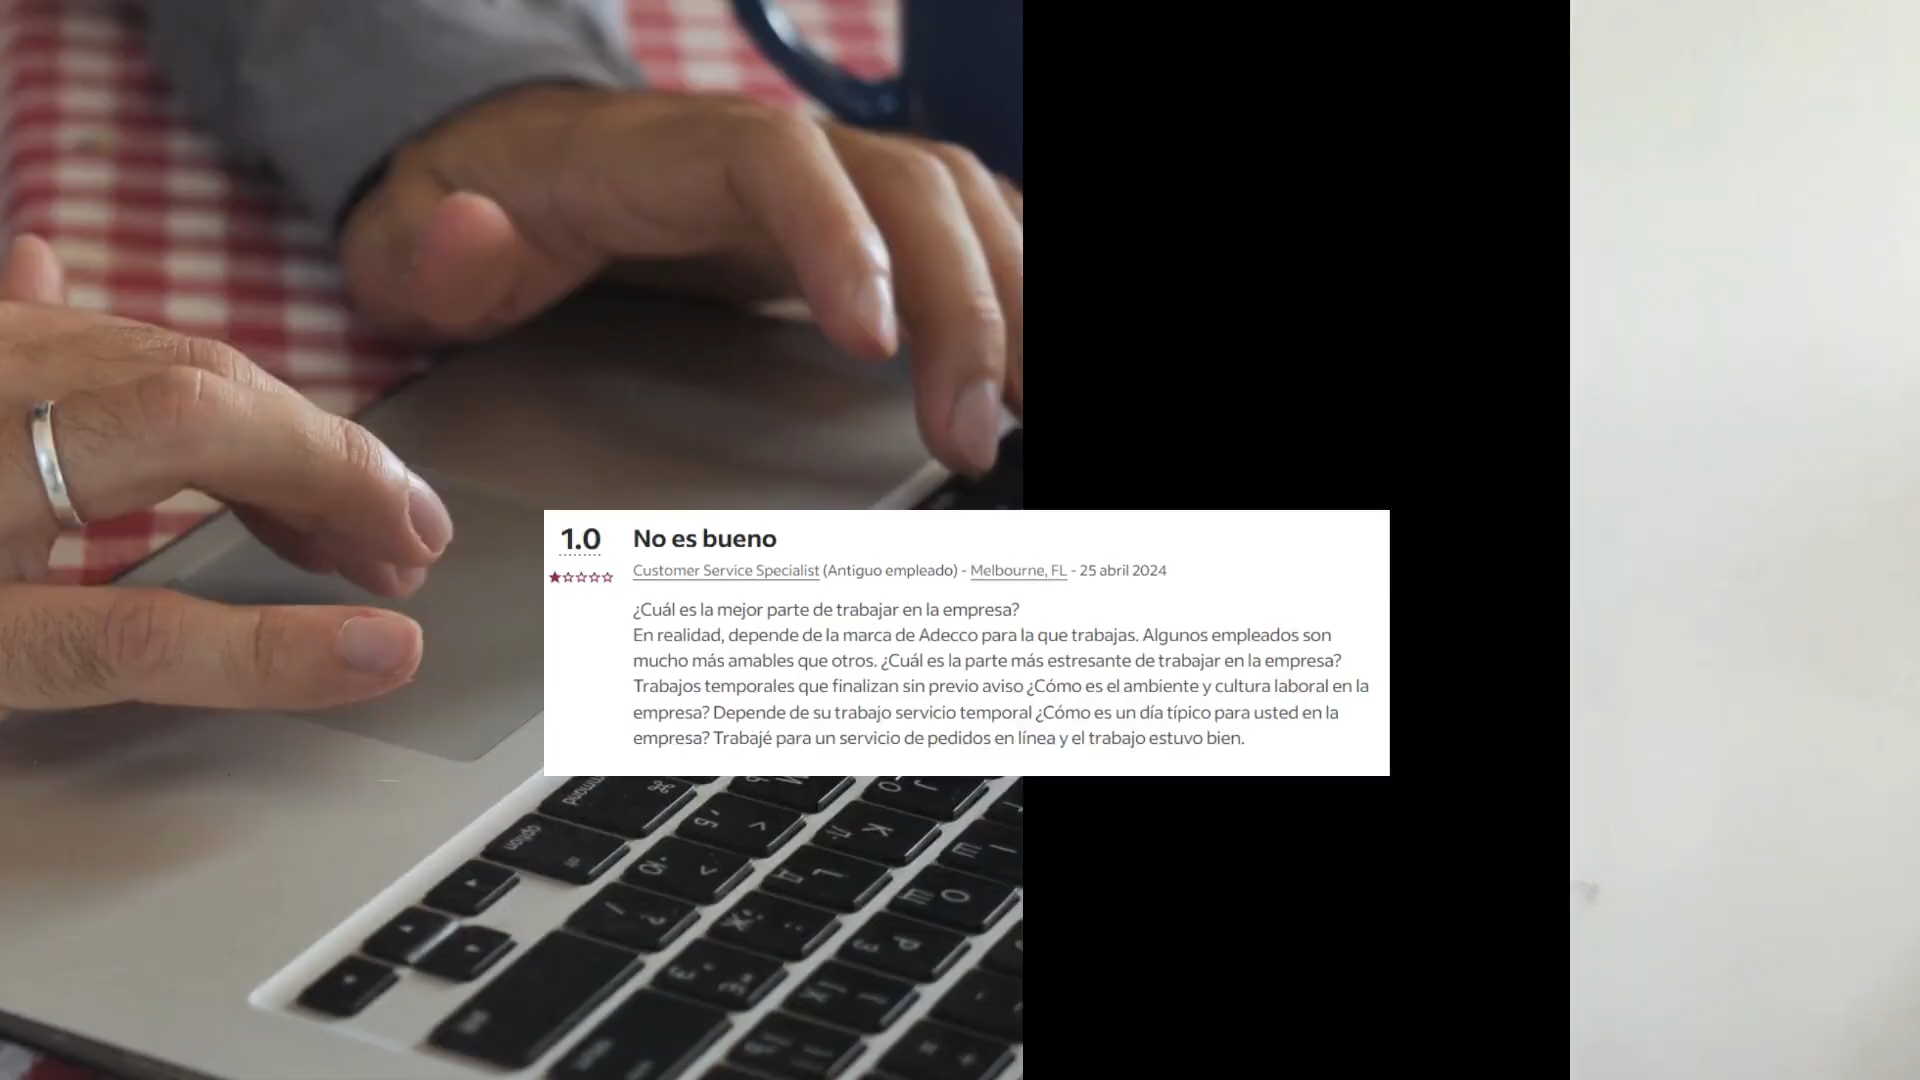 1.0
No es bueno
Customer Service Specialist (Antiguo empleado) - Melbourne, FL - 25 abril 2024
¿Cuál es la mejor parte de trabajar en la empresa?
En realidad, depende de la marca de Adecco para la que trabajas. Algunos empleados son
mucho más amables que otros. ¿Cuál es la parte más estresante de trabajar en la empresa?
Trabajos temporales que finalizan sin previo aviso ¿Cómo es el ambiente y cultura laboral en la
empresa? Depende de su trabajo servicio temporal ¿Cómo es un día típico para usted en la
empresa? Trabajé para un servicio de pedidos en línea y el trabajo estuvo bien.
command
option